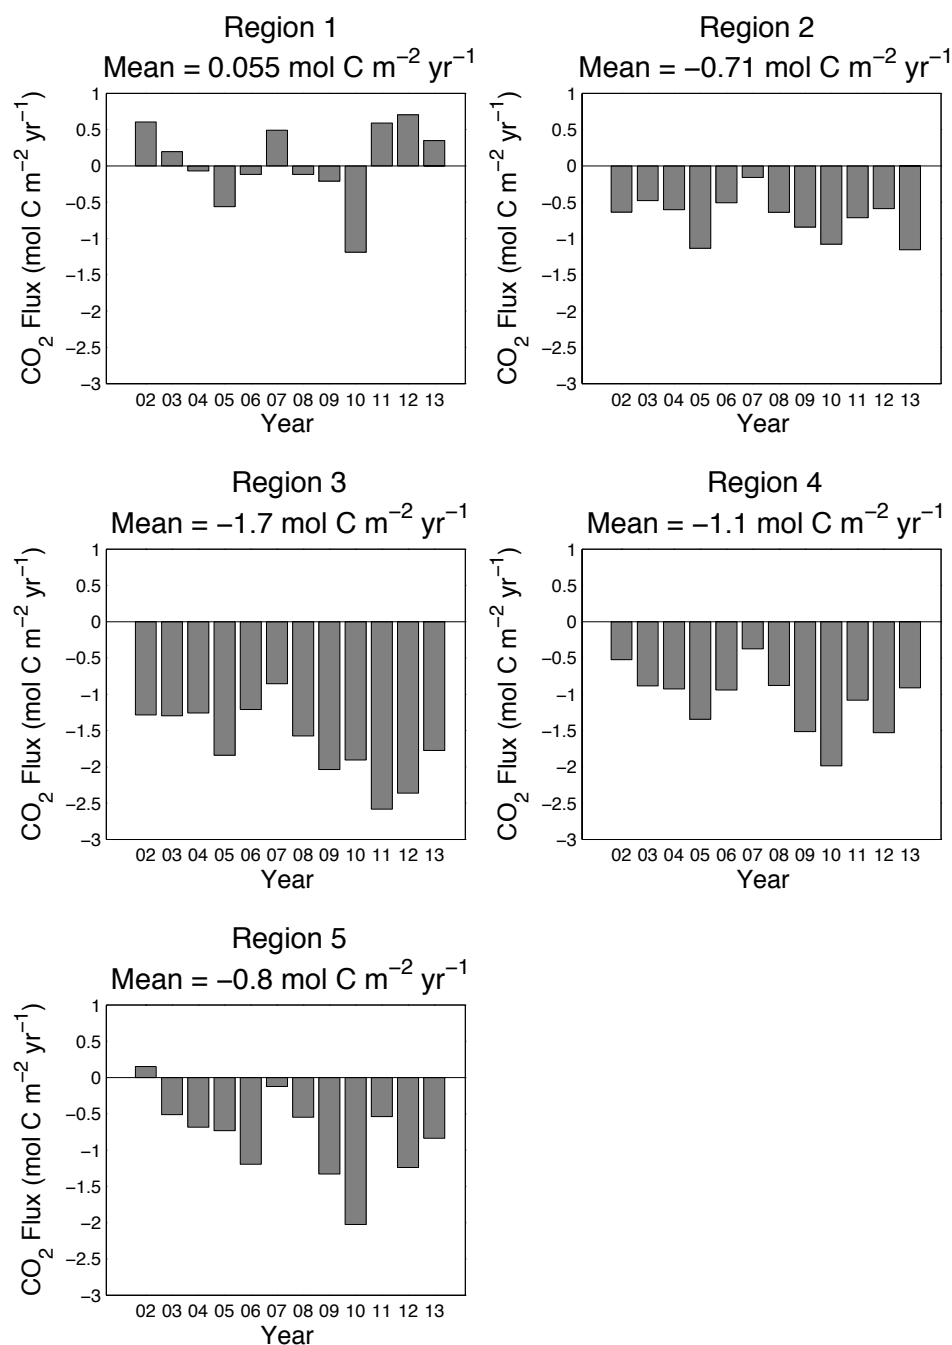 Region 1
Mean = 0.055 mol C m⁻² yr⁻¹
CO₂ Flux (mol C m⁻² yr⁻¹)
1
0.5
0
−0.5
−1
−1.5
−2
−2.5
−3
02 03 04 05 06 07 08 09 10 11 12 13
Year
Region 2
Mean = −0.71 mol C m⁻² yr⁻¹
CO₂ Flux (mol C m⁻² yr⁻¹)
1
0.5
0
−0.5
−1
−1.5
−2
−2.5
−3
02 03 04 05 06 07 08 09 10 11 12 13
Year
Region 3
Mean = −1.7 mol C m⁻² yr⁻¹
CO₂ Flux (mol C m⁻² yr⁻¹)
1
0.5
0
−0.5
−1
−1.5
−2
−2.5
−3
02 03 04 05 06 07 08 09 10 11 12 13
Year
Region 4
Mean = −1.1 mol C m⁻² yr⁻¹
CO₂ Flux (mol C m⁻² yr⁻¹)
1
0.5
0
−0.5
−1
−1.5
−2
−2.5
−3
02 03 04 05 06 07 08 09 10 11 12 13
Year
Region 5
Mean = −0.8 mol C m⁻² yr⁻¹
CO₂ Flux (mol C m⁻² yr⁻¹)
1
0.5
0
−0.5
−1
−1.5
−2
−2.5
−3
02 03 04 05 06 07 08 09 10 11 12 13
Year